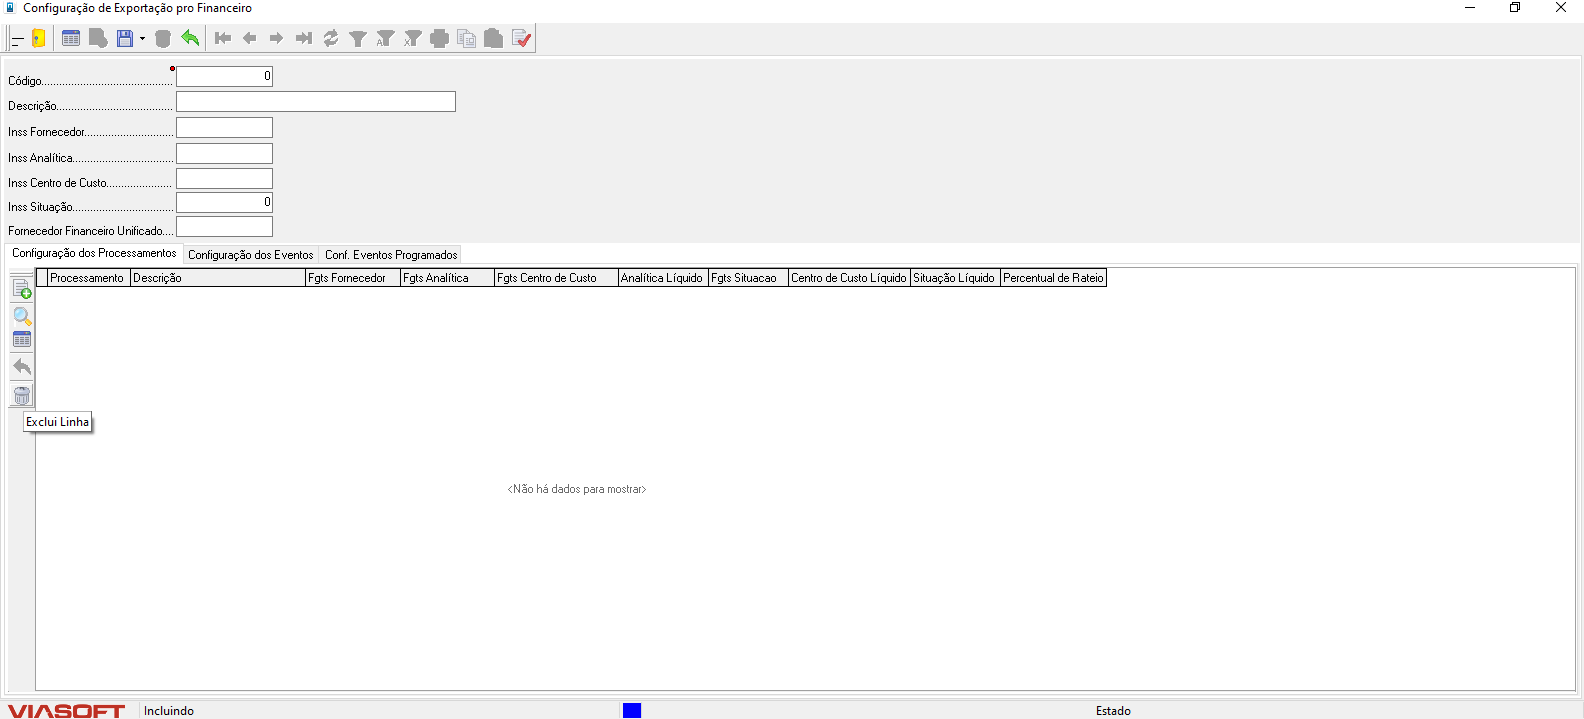 Configuração de Exportação pro Financeiro
Código............................................ 0
Descrição.......................................
Inss Fornecedor..............................
Inss Analítica..................................
Inss Centro de Custo......................
Inss Situação.................................. 0
Fornecedor Financeiro Unificado....
Configuração dos Processamentos Configuração dos Eventos Conf. Eventos Programados
Processamento Descrição Fgts Fornecedor Fgts Analítica Fgts Centro de Custo Analítica Líquido Fgts Situacao Centro de Custo Líquido Situação Líquido Percentual de Rateio
Exclui Linha
<Não há dados para mostrar>
VIASOFT Incluindo Estado